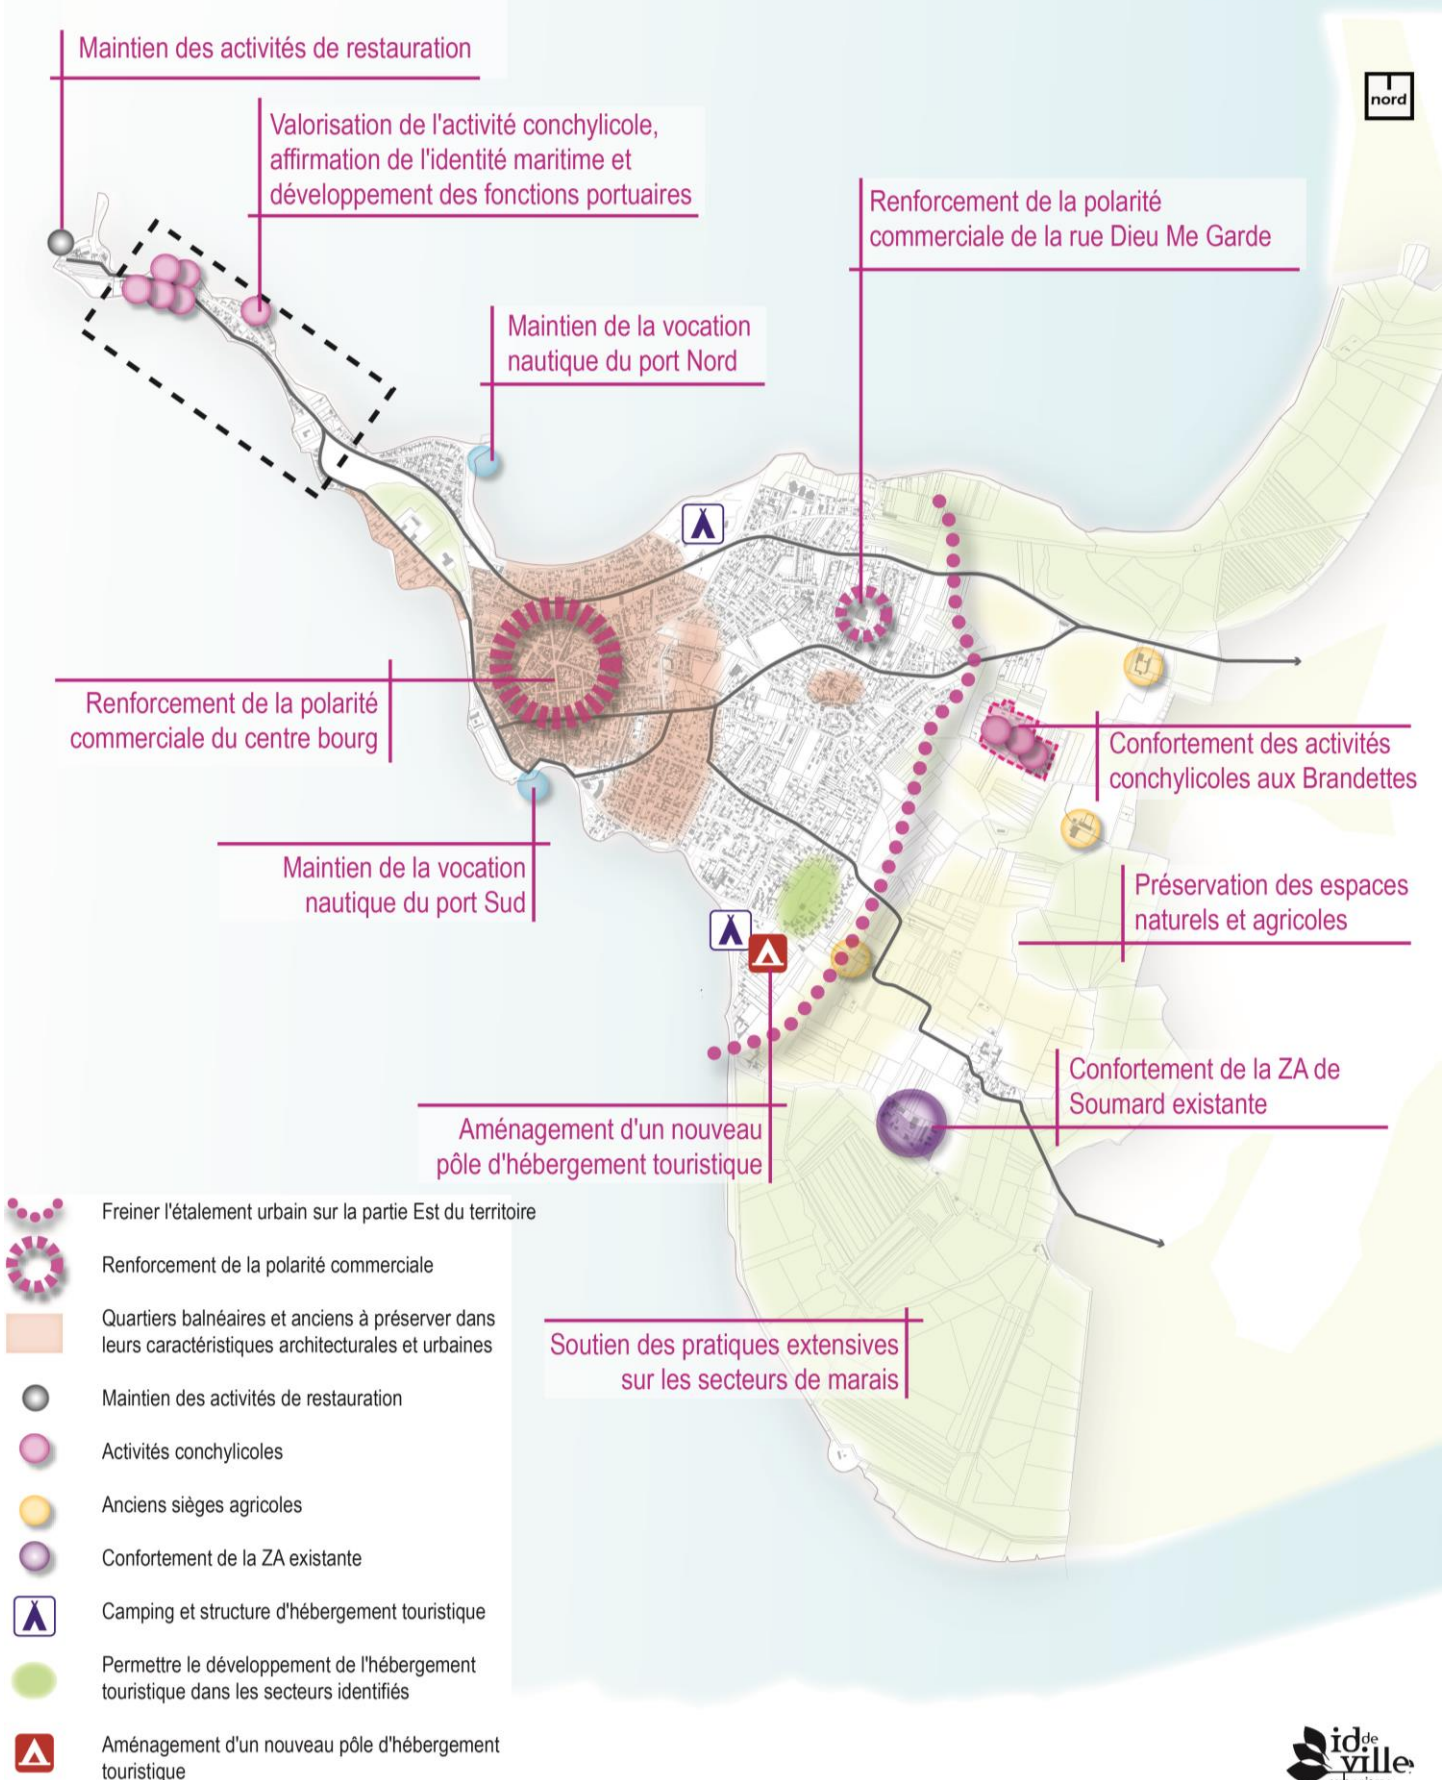 Maintien des activités de restauration
nord
Valorisation de l'activité conchylicole,
affirmation de l'identité maritime et
développement des fonctions portuaires
Renforcement de la polarité
commerciale de la rue Dieu Me Garde
Maintien de la vocation
nautique du port Nord
Renforcement de la polarité
commerciale du centre bourg
Confortement des activités
conchylicoles aux Brandettes
Maintien de la vocation
nautique du port Sud
Préservation des espaces
naturels et agricoles
Confortement de la ZA de
Soumard existante
Aménagement d'un nouveau
pôle d'hébergement touristique
Soutien des pratiques extensives
sur les secteurs de marais
Freiner l'étalement urbain sur la partie Est du territoire
Renforcement de la polarité commerciale
Quartiers balnéaires et anciens à préserver dans
leurs caractéristiques architecturales et urbaines
Maintien des activités de restauration
Activités conchylicoles
Anciens sièges agricoles
Confortement de la ZA existante
Camping et structure d'hébergement touristique
Permettre le développement de l'hébergement
touristique dans les secteurs identifiés
Aménagement d'un nouveau pôle d'hébergement
touristique
id de
ville